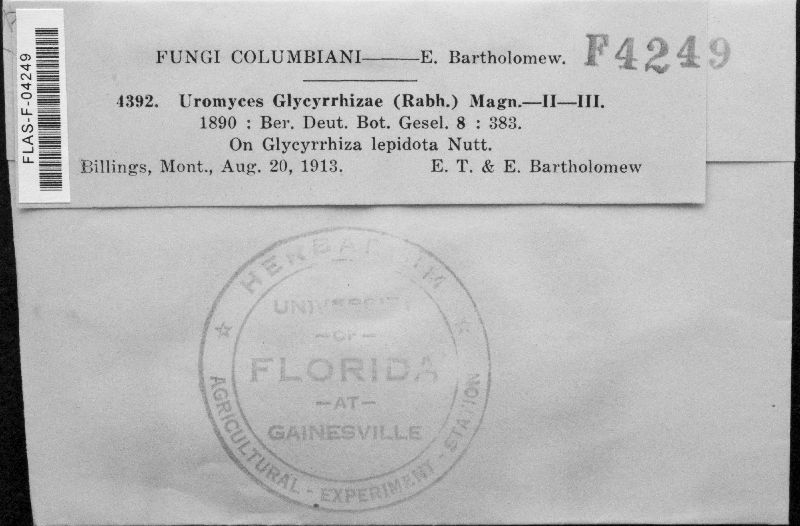 FLAS-F-04249
FUNGI COLUMBIANI——E. Bartholomew.
F4249
4392. Uromyces Glycyrrhizae (Rabh.) Magn.—II—III.
1890 : Ber. Deut. Bot. Gesel. 8 : 383.
On Glycyrrhiza lepidota Nutt.
Billings, Mont., Aug. 20, 1913. E. T. & E. Bartholomew
HERBARIUM
UNIVERSITY
—OF—
FLORIDA
—AT—
GAINESVILLE
AGRICULTURAL - EXPERIMENT - STATION